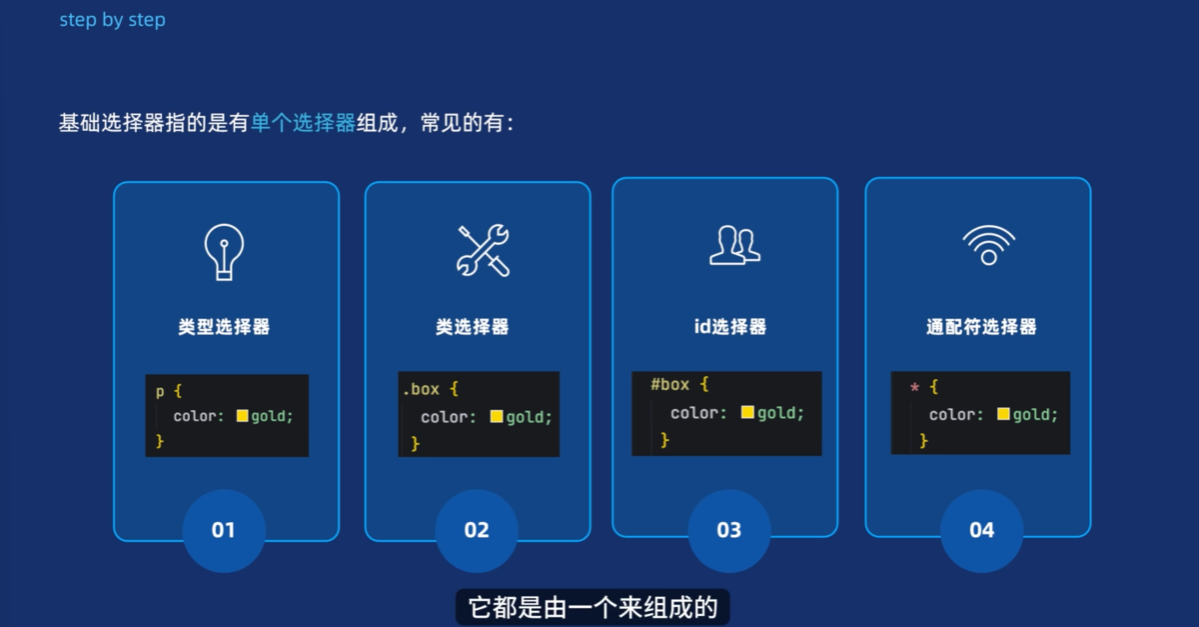 step by step
基础选择器指的是有单个选择器组成，常见的有：
类型选择器
p {
color: gold;
}
01
类选择器
.box {
color: gold;
}
02
id选择器
#box {
color: gold;
}
03
通配符选择器
* {
color: gold;
}
04
它都是由一个来组成的